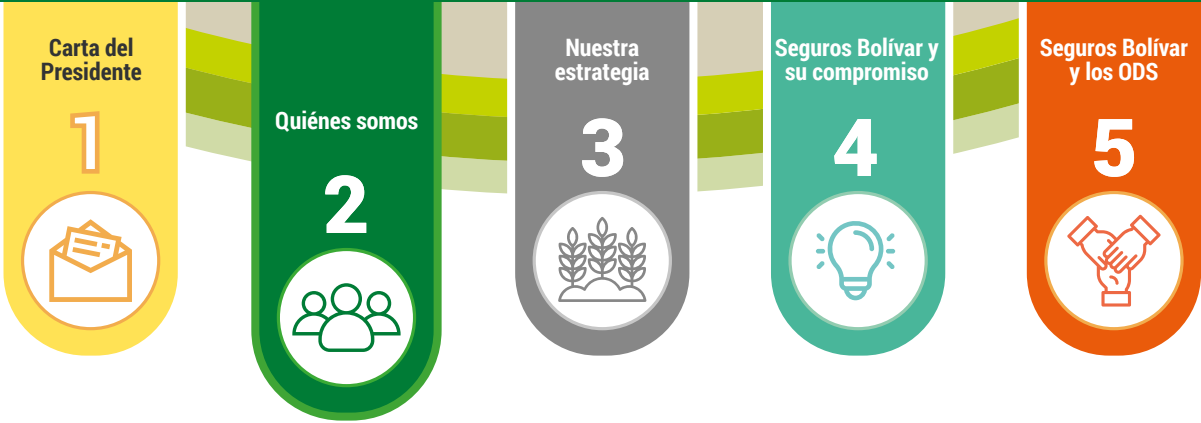 Carta del
Presidente
1
Quiénes somos
2
Nuestra
estrategia
3
Seguros Bolívar y
su compromiso
4
Seguros Bolívar
y los ODS
5